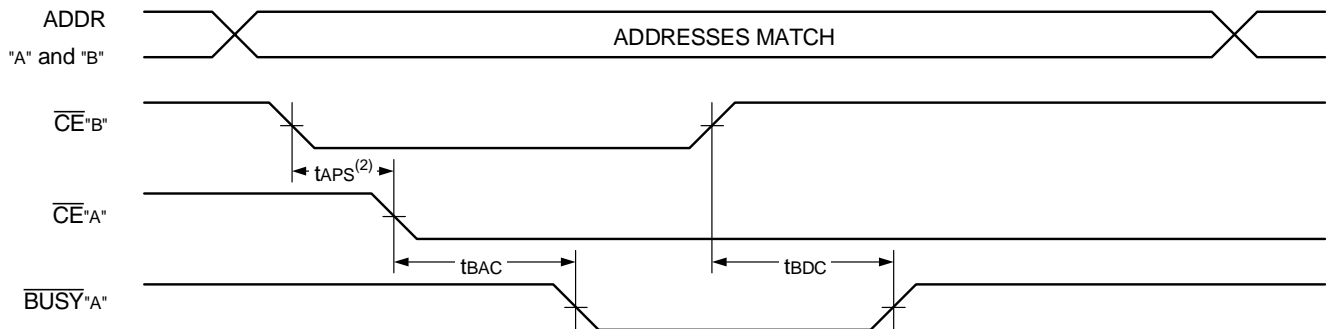 ADDR
"A" and "B"
ADDRESSES MATCH
CE"B"
tAPS(2)
CE"A"
tBAC
tBDC
BUSY"A"